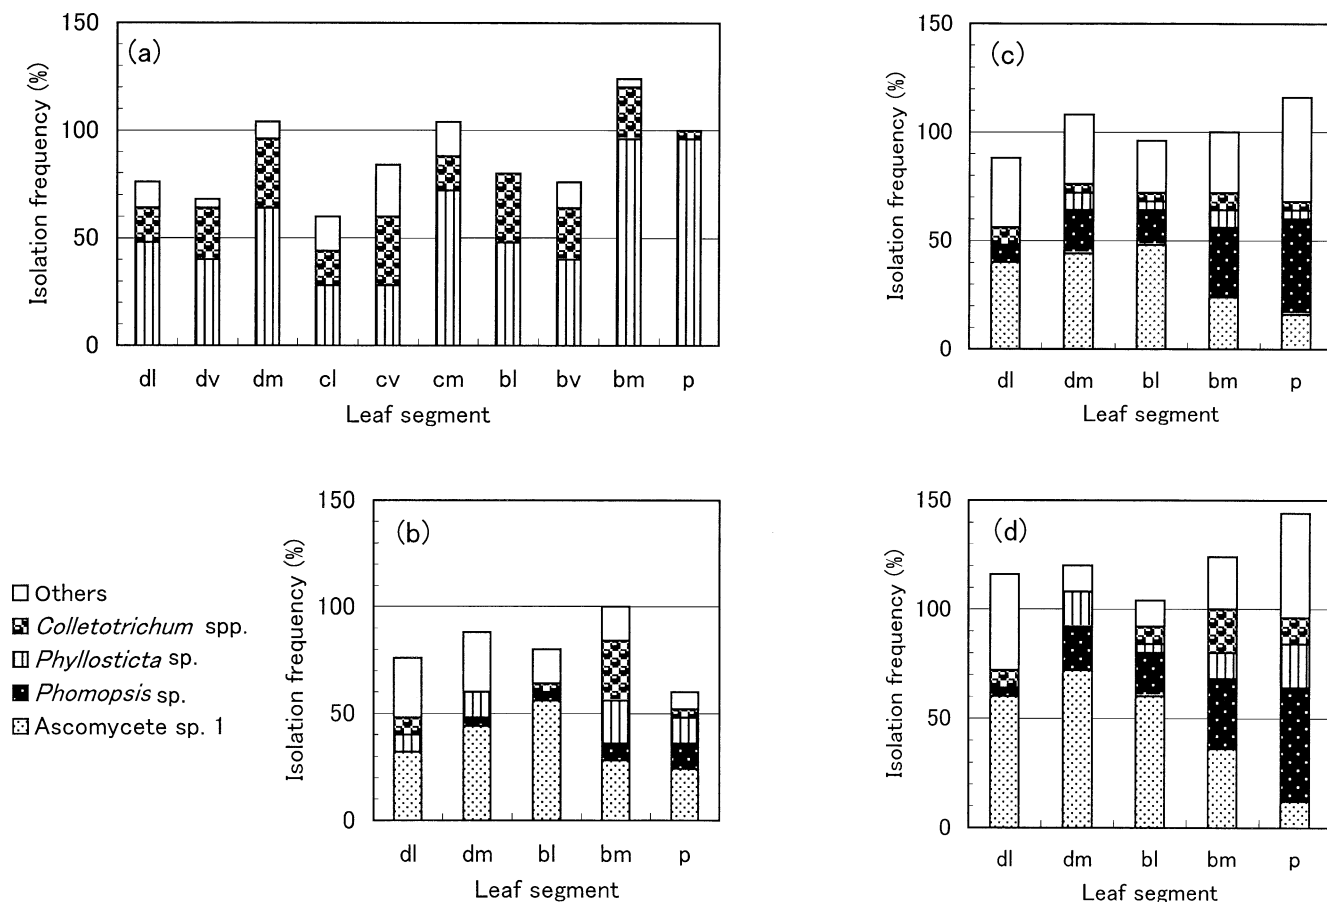 (a)
Isolation frequency (%)
150
100
50
0
dl dv dm cl cv cm bl bv bm p
Leaf segment
(c)
Isolation frequency (%)
150
100
50
0
dl dm bl bm p
Leaf segment
Others
Colletotrichum spp.
Phyllosticta sp.
Phomopsis sp.
Ascomycete sp. 1
(b)
Isolation frequency (%)
150
100
50
0
dl dm bl bm p
Leaf segment
(d)
Isolation frequency (%)
150
100
50
0
dl dm bl bm p
Leaf segment